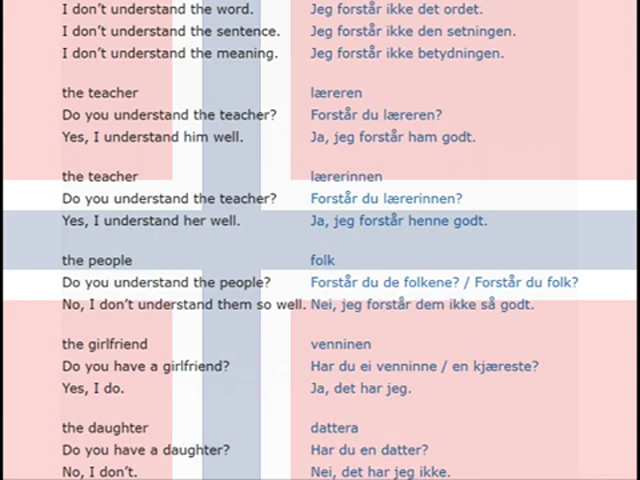 I don't understand the word. Jeg forstår ikke det ordet.
I don't understand the sentence. Jeg forstår ikke den setningen.
I don't understand the meaning. Jeg forstår ikke betydningen.
the teacher læreren
Do you understand the teacher? Forstår du læreren?
Yes, I understand him well. Ja, jeg forstår ham godt.
the teacher lærerinnen
Do you understand the teacher? Forstår du lærerinnen?
Yes, I understand her well. Ja, jeg forstår henne godt.
the people folk
Do you understand the people? Forstår du de folkene? / Forstår du folk?
No, I don't understand them so well. Nei, jeg forstår dem ikke så godt.
the girlfriend venninen
Do you have a girlfriend? Har du ei venninne / en kjæreste?
Yes, I do. Ja, det har jeg.
the daughter dattera
Do you have a daughter? Har du en datter?
No, I don't. Nei, det har jeg ikke.